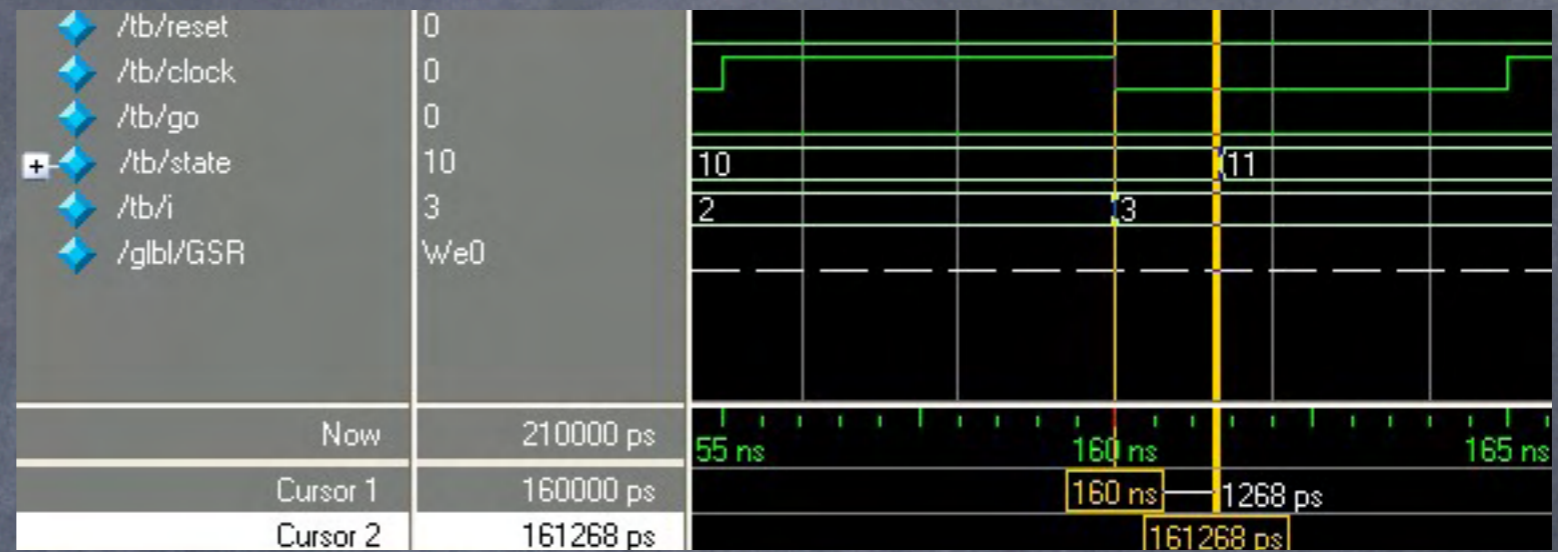 /tb/reset 0
/tb/clock 0
/tb/go 0
/tb/state 10 10 11
/tb/i 3 2 3
/glbl/GSR We0
Now 210000 ps 55 ns 160 ns 165 ns
Cursor 1 160000 ps 160 ns 1268 ps
Cursor 2 161268 ps 161268 ps